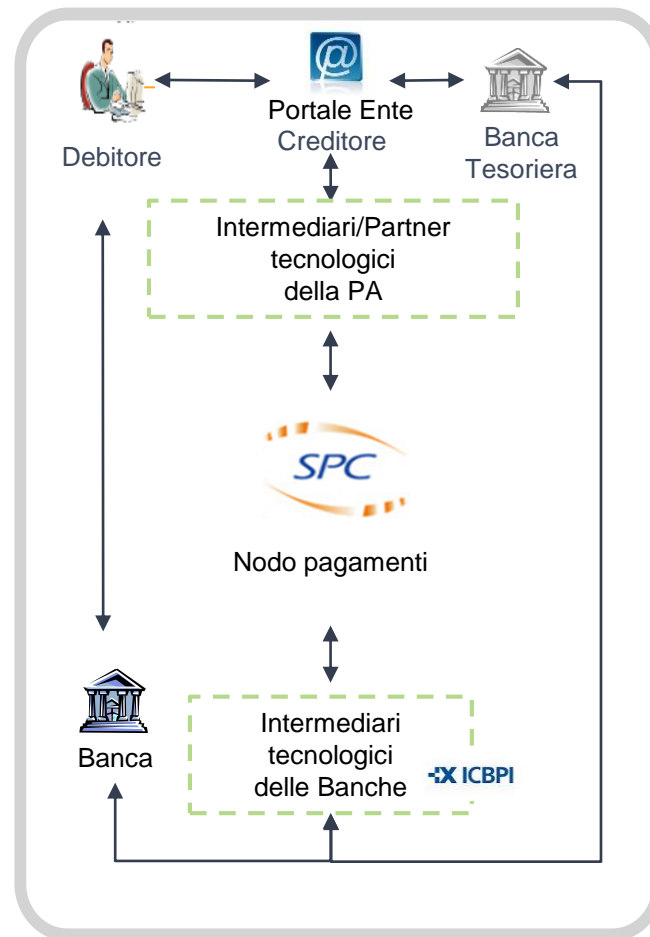 Debitore
@
Portale Ente
Creditore
Banca
Tesoriera
Intermediari/Partner
tecnologici
della PA
SPC
Nodo pagamenti
Banca
Intermediari
tecnologici
delle Banche
ICBPI